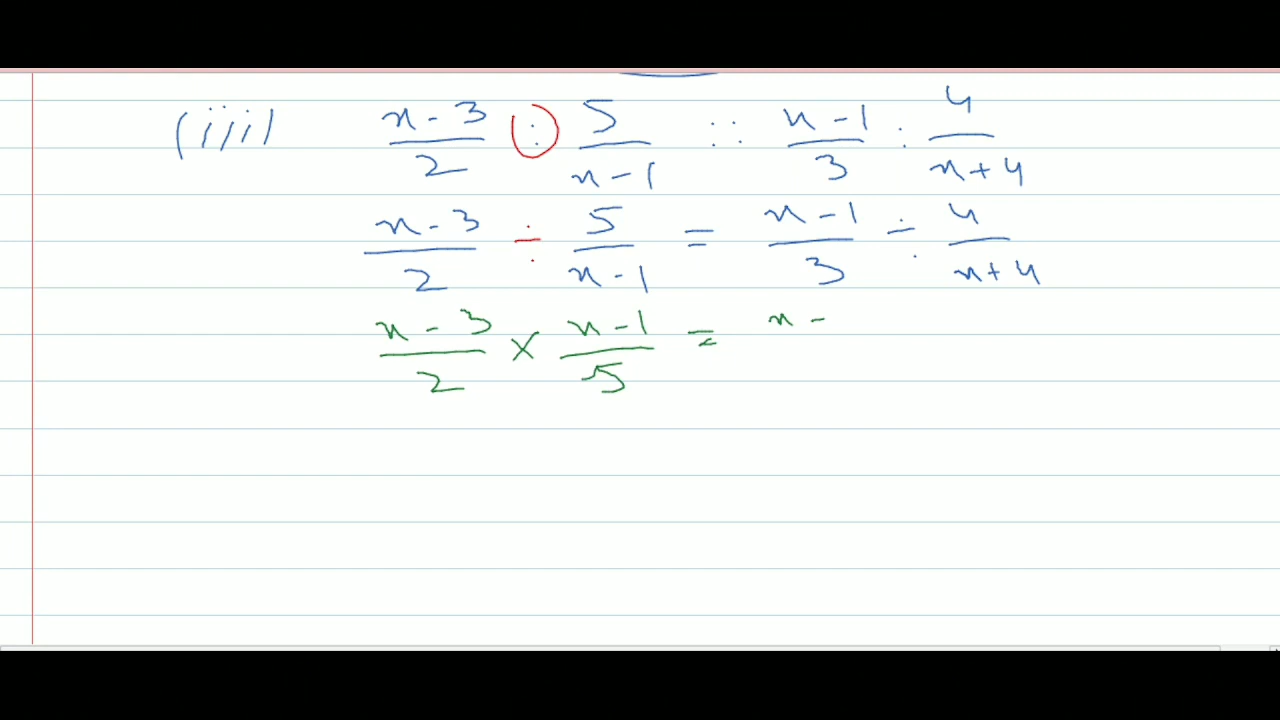 (iii) x - 3 / 2 : 5 / x - 1 :: x - 1 / 3 : 4 / x + 4
x - 3 / 2 ÷ 5 / x - 1 = x - 1 / 3 ÷ 4 / x + 4
x - 3 / 2 × x - 1 / 5 = x -